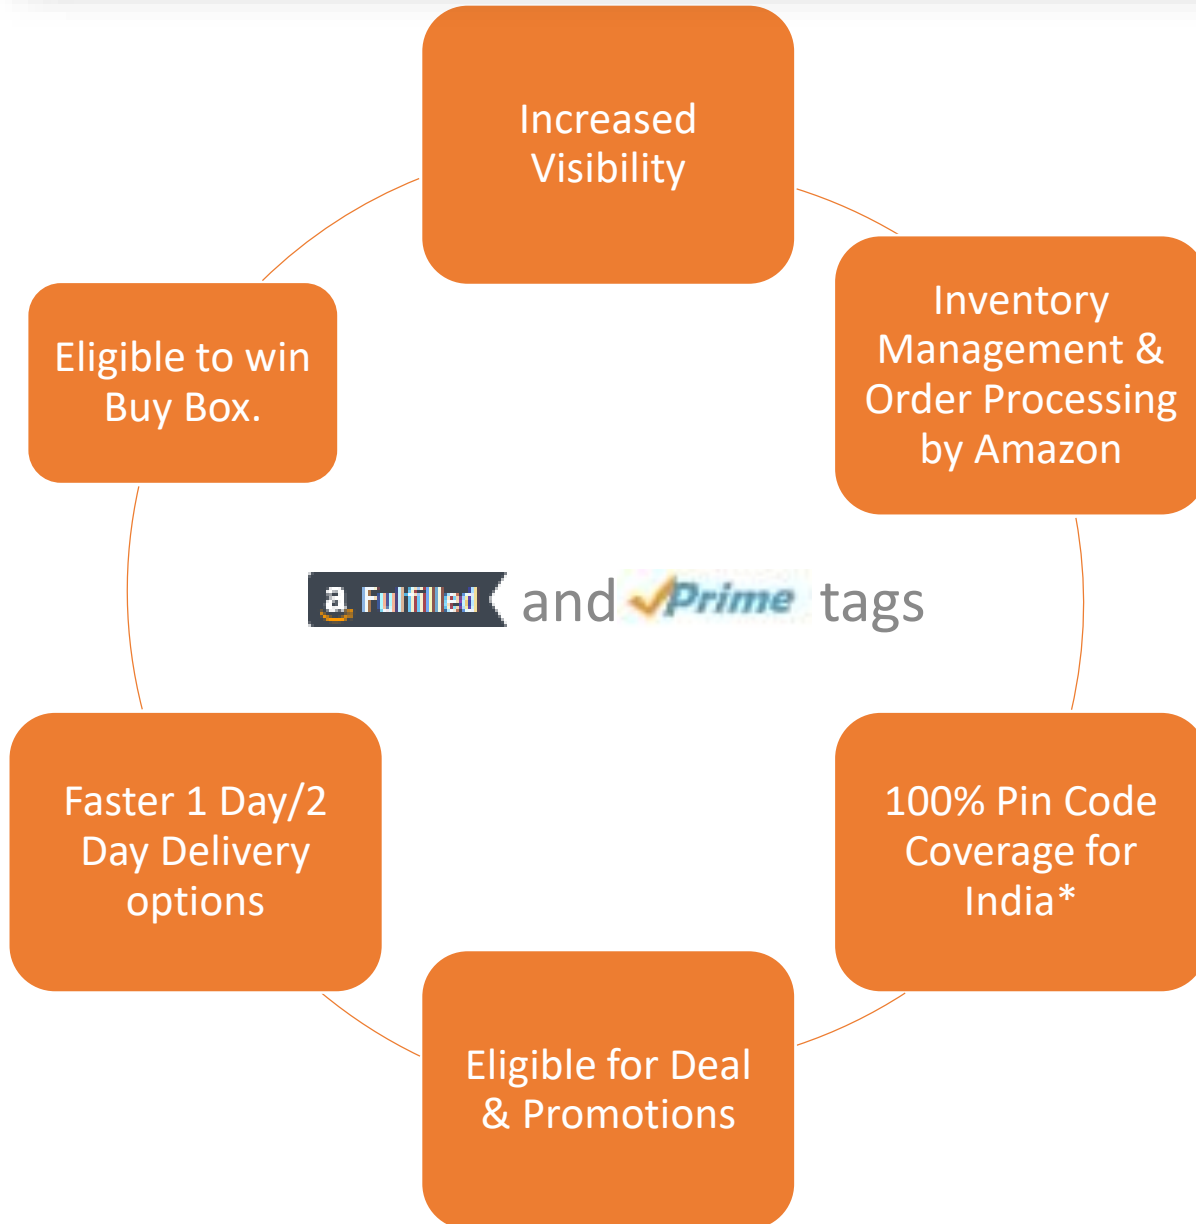 Increased
Visibility
Inventory
Management &
Order Processing
by Amazon
Eligible to win
Buy Box.
a Fulfilled and Prime tags
Faster 1 Day/2
Day Delivery
options
100% Pin Code
Coverage for
India*
Eligible for Deal
& Promotions